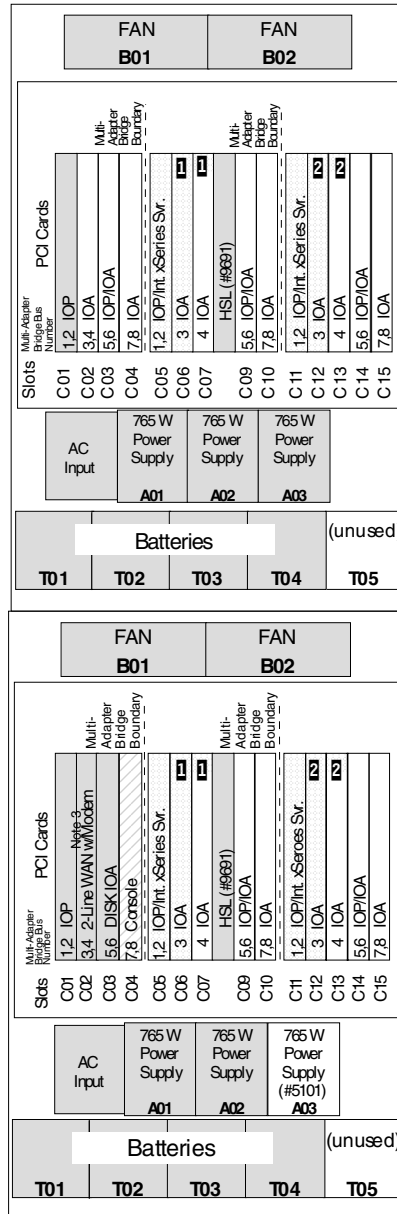 FAN
B01
FAN
B02
Multi-
Adapter
Bridge
Boundary
Multi-
Adapter
Bridge
Boundary
PCI Cards
Multi-Adapter
Bridge Bus
Number
Slots
1,2 IOP
3,4 IOA
5,6 IOP/IOA
7,8 IOA
1,2 IOP/Int. xSeries Svr.
3 IOA 1
4 IOA 1
HSL (#9691)
5,6 IOP/IOA
7,8 IOA
1,2 IOP/Int. xSeries Svr.
3 IOA 2
4 IOA 2
5,6 IOP/IOA
7,8 IOA
C01
C02
C03
C04
C05
C06
C07
C09
C10
C11
C12
C13
C14
C15
AC
Input
765 W
Power
Supply
A01
765 W
Power
Supply
A02
765 W
Power
Supply
A03
Batteries
(unused
T01
T02
T03
T04
T05
FAN
B01
FAN
B02
Multi-
Adapter
Bridge
Boundary
Multi-
Adapter
Bridge
Boundary
PCI Cards
Multi-Adapter
Bridge Bus
Number
Slots
1,2 IOP
Note 3
3,4 2-Line WAN w/Modem
5,6 DISK IOA
7,8 Console
1,2 IOP/Int. xSeries Svr.
3 IOA 1
4 IOA 1
HSL (#9691)
5,6 IOP/IOA
7,8 IOA
1,2 IOP/Int. xSeroes Svr.
3 IOA 2
4 IOA 2
5,6 IOP/IOA
7,8 IOA
C01
C02
C03
C04
C05
C06
C07
C09
C10
C11
C12
C13
C14
C15
AC
Input
765 W
Power
Supply
A01
765 W
Power
Supply
A02
765 W
Power
Supply
(#5101)
A03
Batteries
(unused)
T01
T02
T03
T04
T05